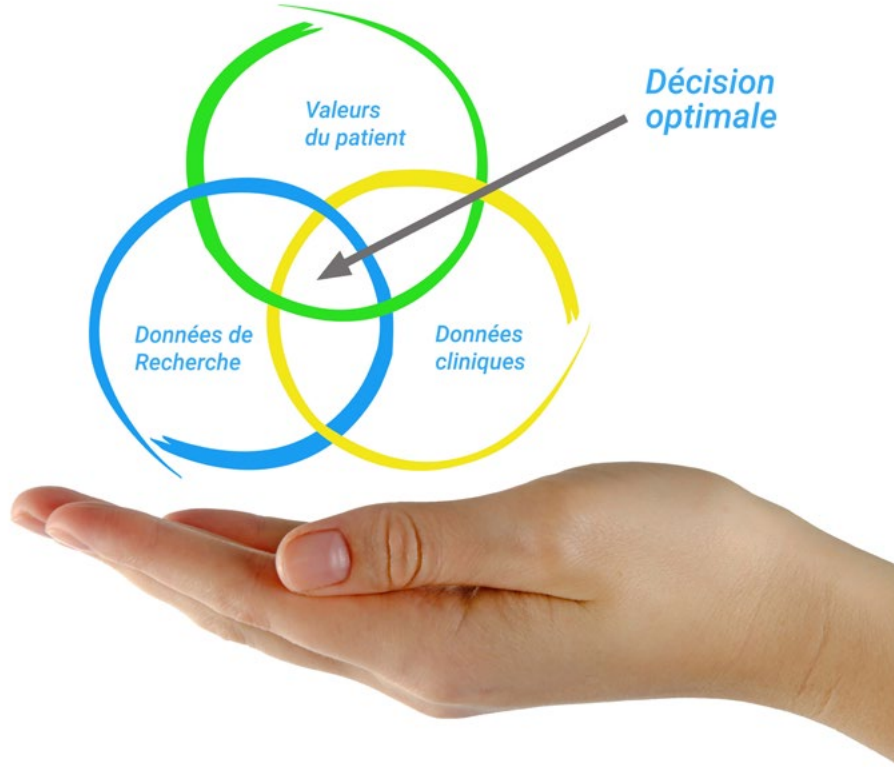 Valeurs
du patient
Décision
optimale
Données de
Recherche
Données
cliniques